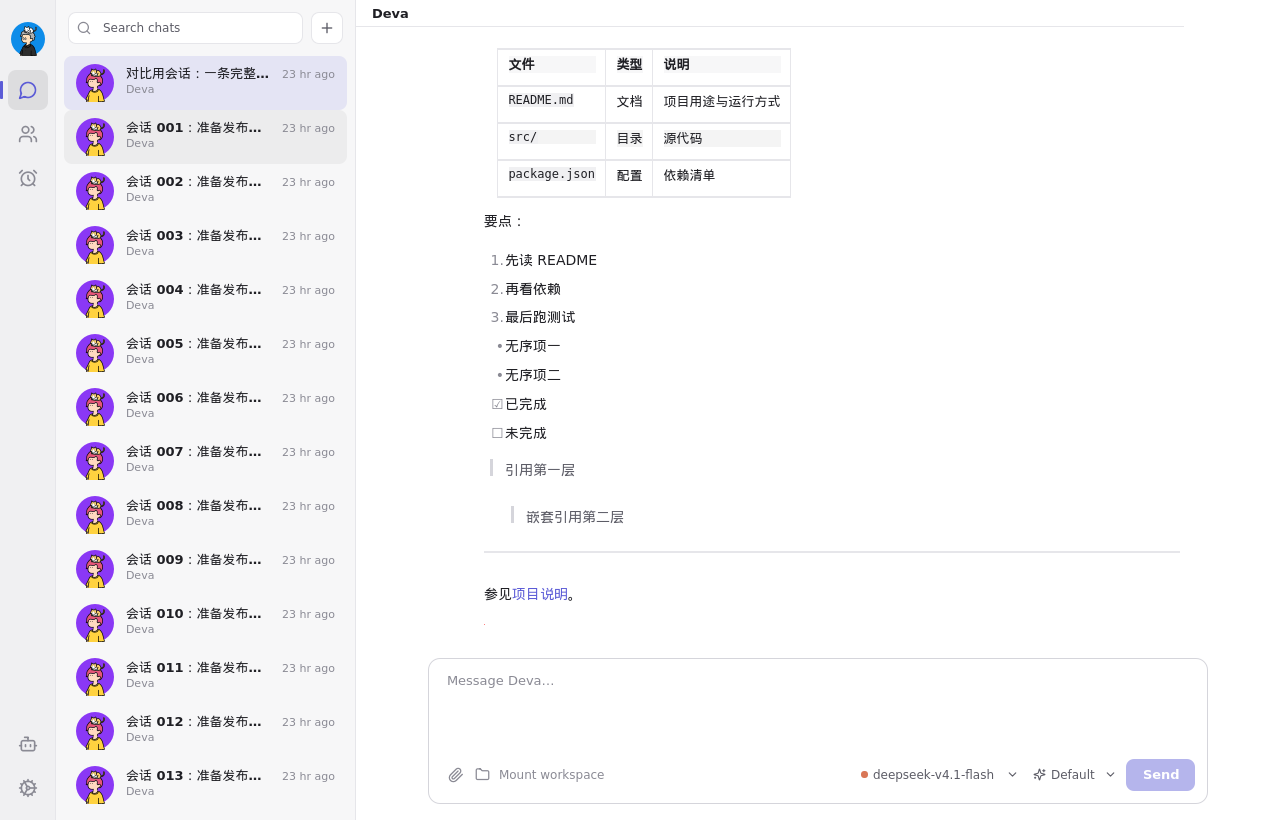 Search chats
对比用会话：一条完整... 23 hr ago
Deva
会话 001：准备发布... 23 hr ago
Deva
会话 002：准备发布... 23 hr ago
Deva
会话 003：准备发布... 23 hr ago
Deva
会话 004：准备发布... 23 hr ago
Deva
会话 005：准备发布... 23 hr ago
Deva
会话 006：准备发布... 23 hr ago
Deva
会话 007：准备发布... 23 hr ago
Deva
会话 008：准备发布... 23 hr ago
Deva
会话 009：准备发布... 23 hr ago
Deva
会话 010：准备发布... 23 hr ago
Deva
会话 011：准备发布... 23 hr ago
Deva
会话 012：准备发布... 23 hr ago
Deva
会话 013：准备发布... 23 hr ago
Deva
Deva
文件 类型 说明
README.md 文档 项目用途与运行方式
src/ 目录 源代码
package.json 配置 依赖清单
要点：
1. 先读 README
2. 再看依赖
3. 最后跑测试
• 无序项一
• 无序项二
☑ 已完成
☐ 未完成
引用第一层
嵌套引用第二层
参见项目说明。
Message Deva...
Mount workspace deepseek-v4.1-flash Default Send